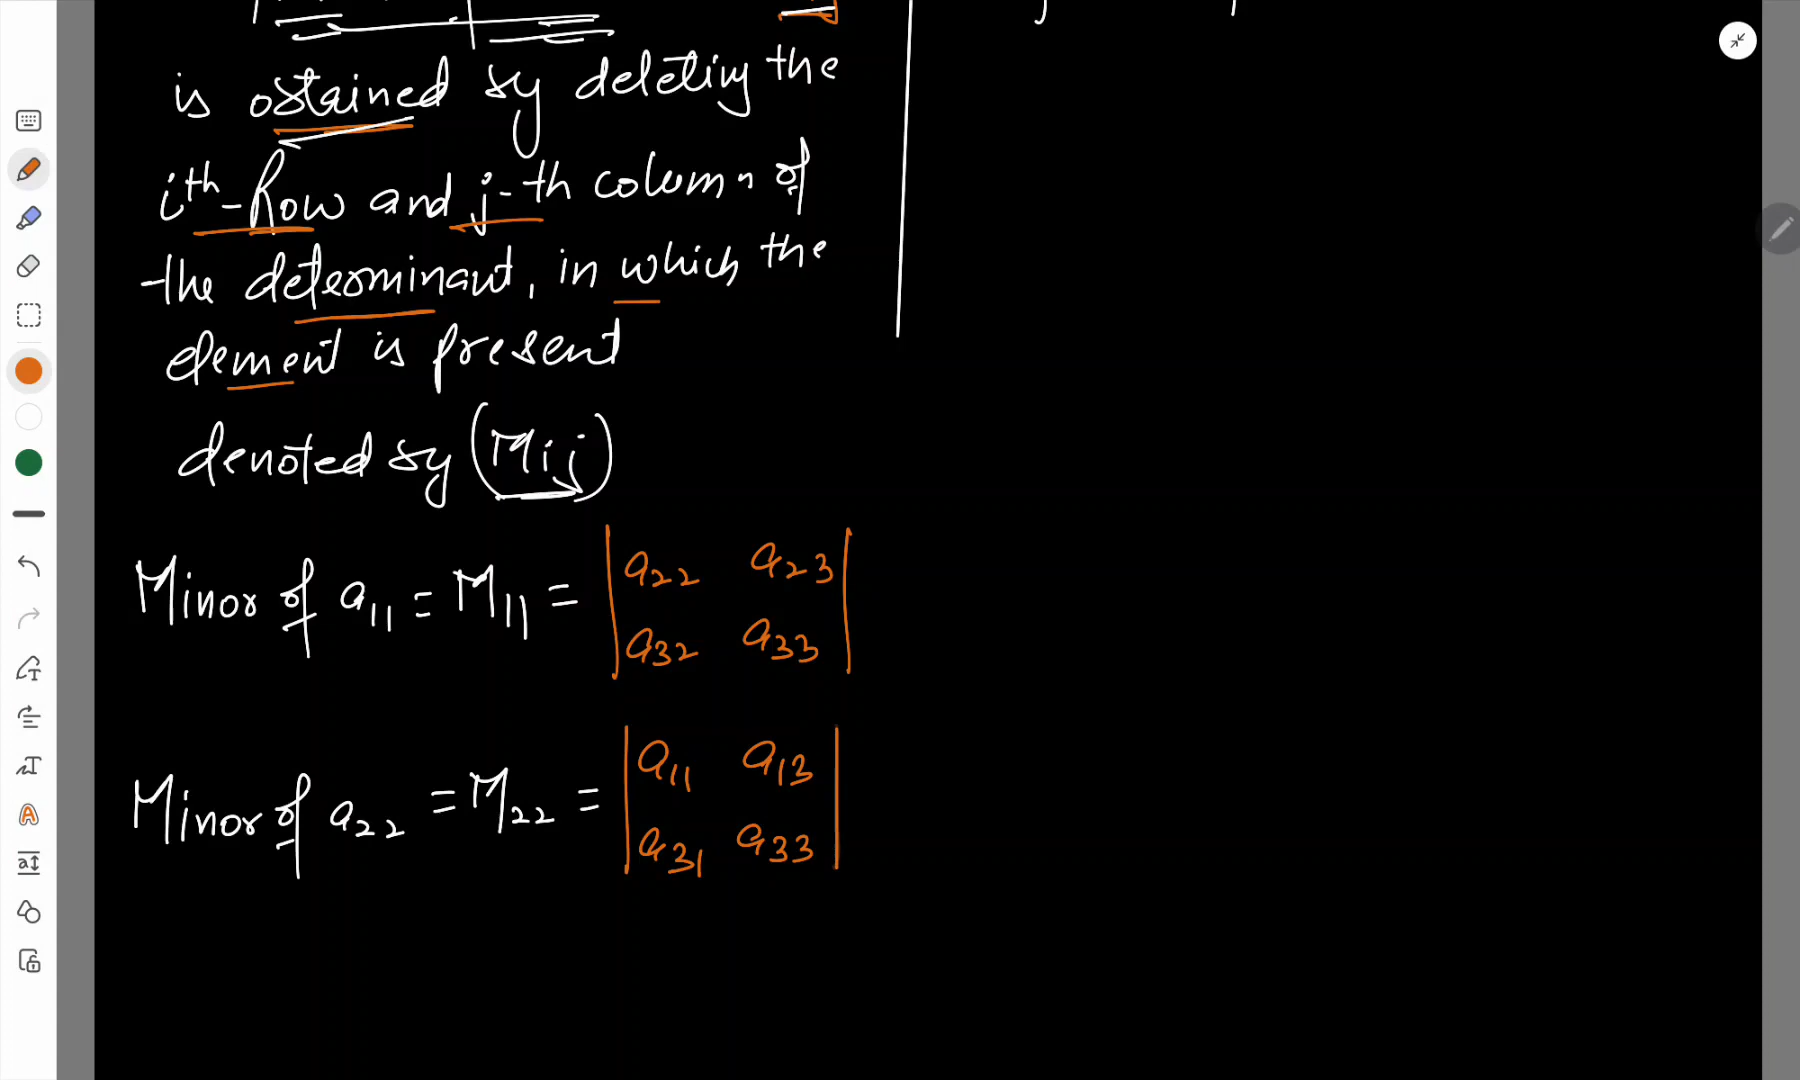 is obtained by deleting the
ith-Row and j-th column of
the determinant, in which the
element is present
denoted by (Mij)
Minor of a11 = M11 = | a22 a23 |
| a32 a33 |
Minor of a22 = M22 = | a11 a13 |
| a31 a33 |